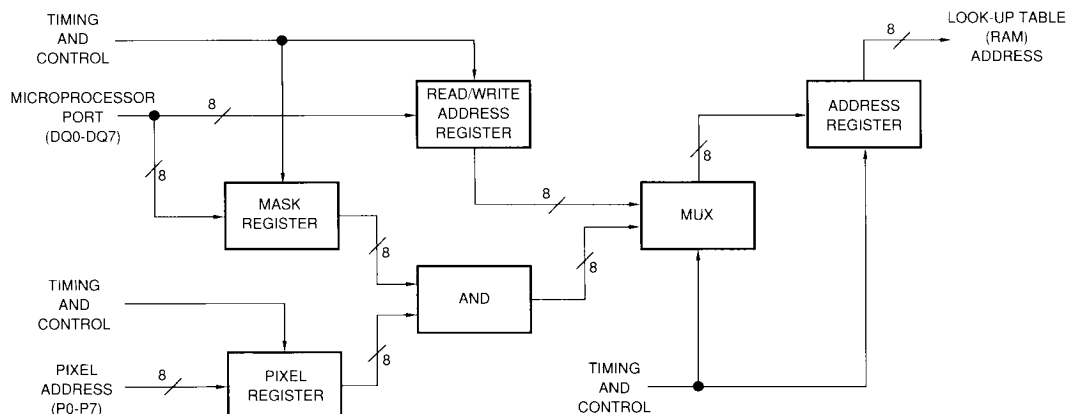 TIMING
AND
CONTROL
8
LOOK-UP TABLE
(RAM)
ADDRESS
MICROPROCESSOR
PORT
(DQ0-DQ7)
8
READ/WRITE
ADDRESS
REGISTER
ADDRESS
REGISTER
8
8
MASK
REGISTER
8
MUX
8
8
TIMING
AND
CONTROL
AND
8
PIXEL
ADDRESS
(P0-P7)
8
PIXEL
REGISTER
TIMING
AND
CONTROL